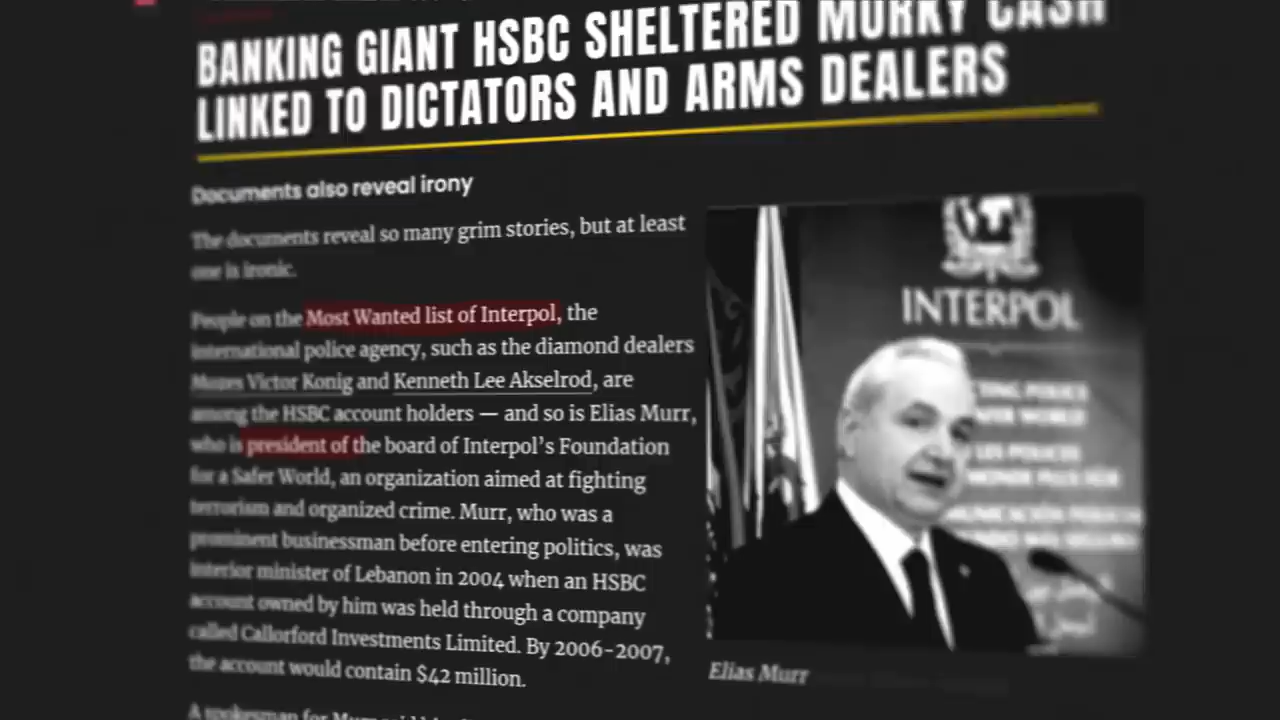 BANKING GIANT HSBC SHELTERED MURKY CASH
LINKED TO DICTATORS AND ARMS DEALERS
Documents also reveal irony
The documents reveal so many grim stories, but at least
one is ironic.
People on the Most Wanted list of Interpol, the
international police agency, such as the diamond dealers
Mozes Victor Konig and Kenneth Lee Akselrod, are
among the HSBC account holders — and so is Elias Murr,
who is president of the board of Interpol's Foundation
for a Safer World, an organization aimed at fighting
terrorism and organized crime. Murr, who was a
prominent businessman before entering politics, was
interior minister of Lebanon in 2004 when an HSBC
account owned by him was held through a company
called Callorford Investments Limited. By 2006-2007,
the account would contain $42 million.
A spokesman for Murr said
INTERPOL
Elias Murr